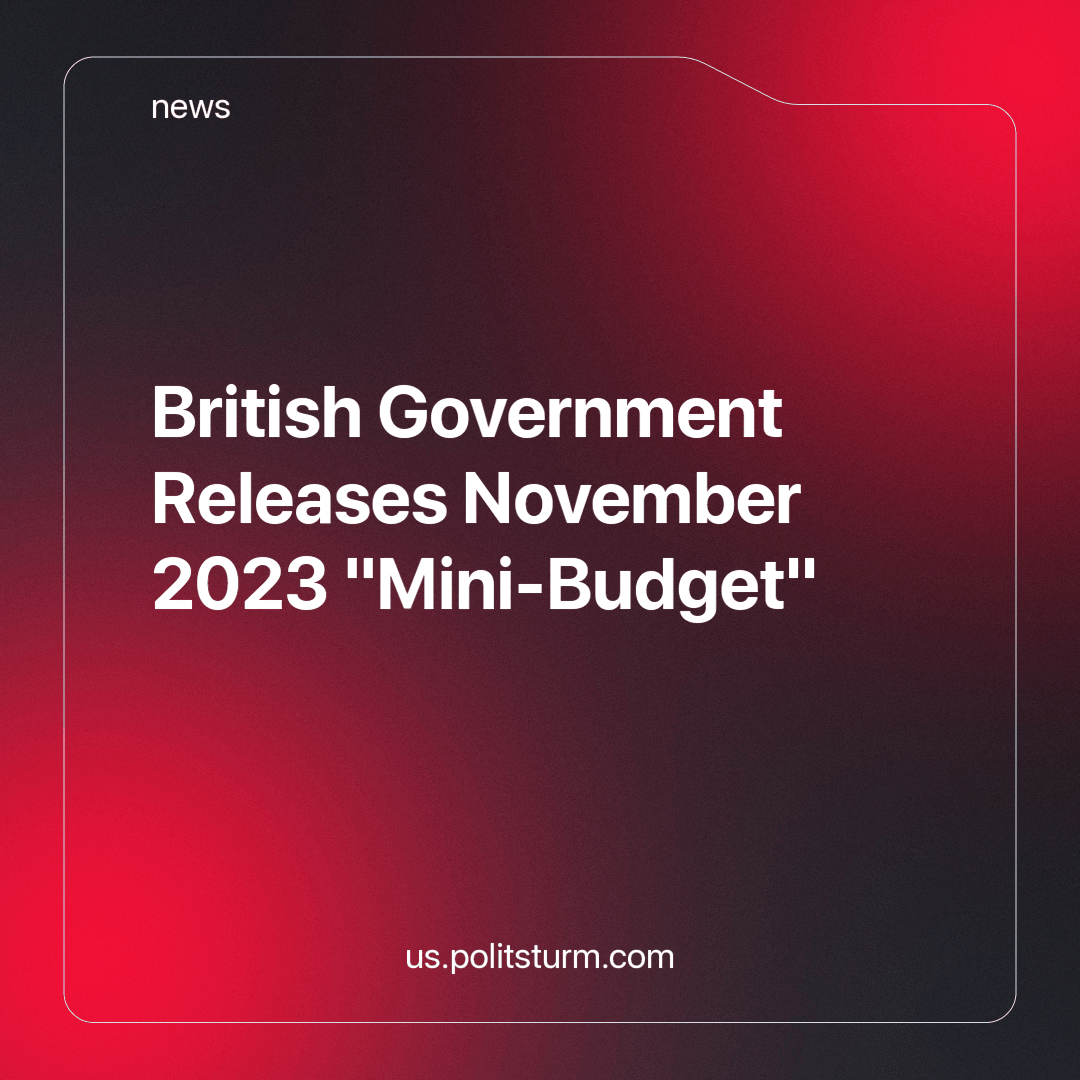 news
British Government
Releases November
2023 "Mini-Budget"
us.politsturm.com